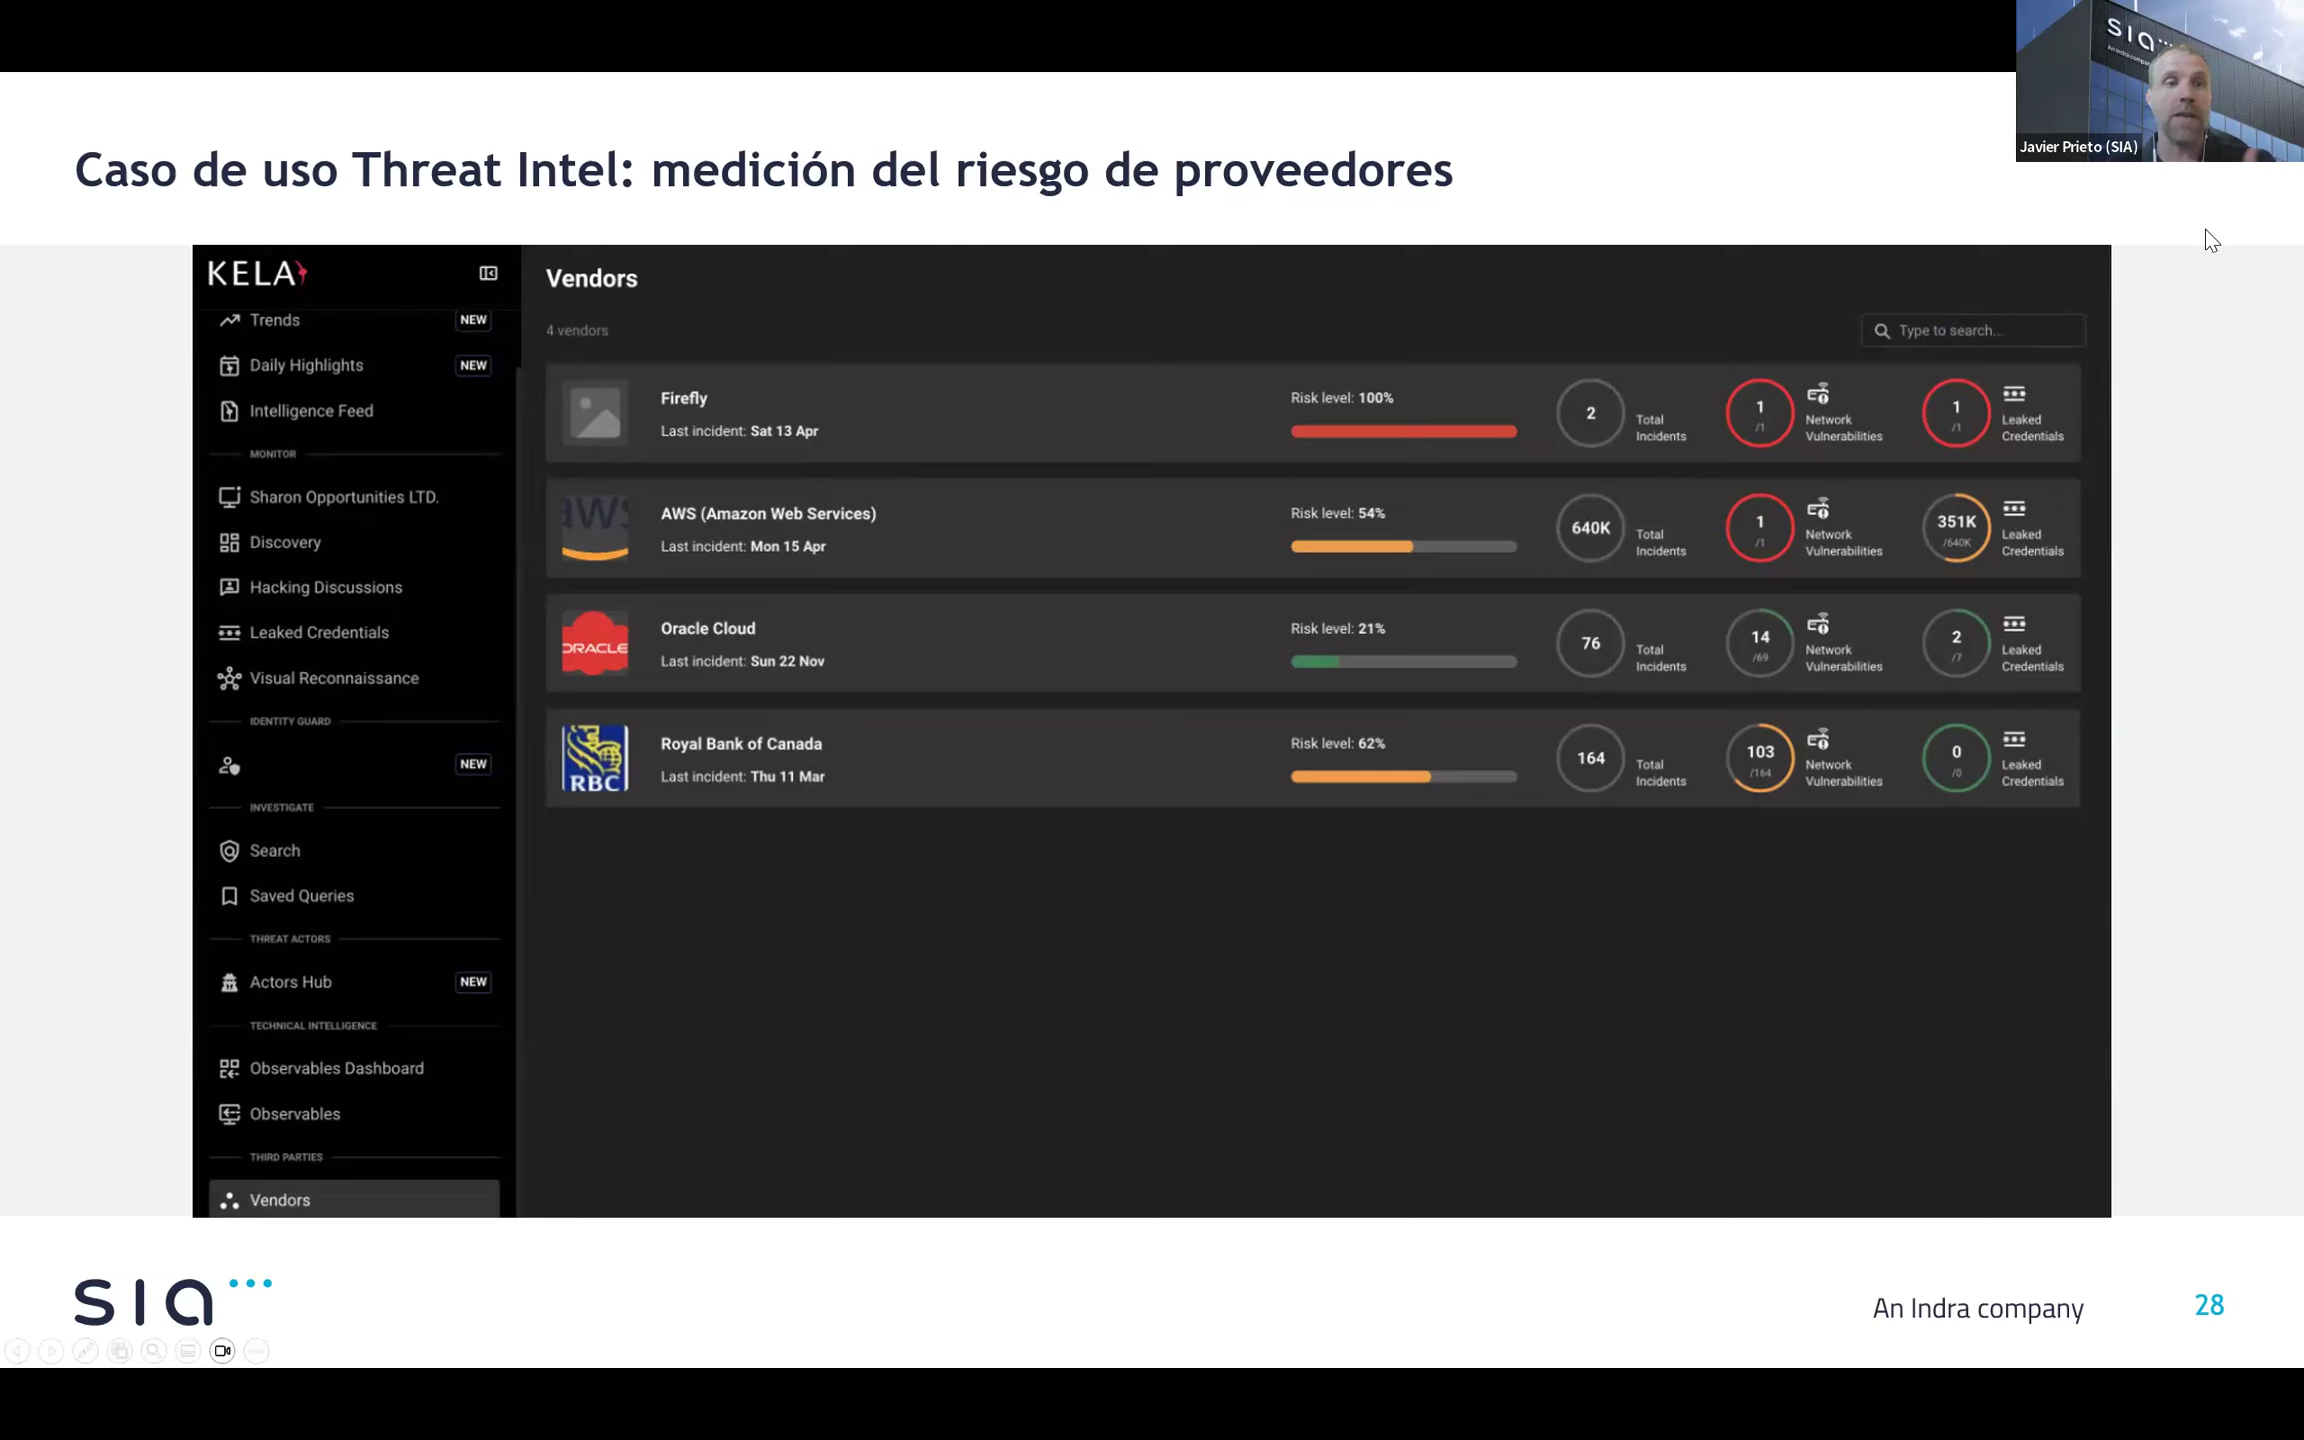 SIA
Javier Prieto (SIA)
Caso de uso Threat Intel: medición del riesgo de proveedores
KELA
Trends NEW
Daily Highlights NEW
Intelligence Feed
MONITOR
Sharon Opportunities LTD.
Discovery
Hacking Discussions
Leaked Credentials
Visual Reconnaissance
IDENTITY GUARD
NEW
INVESTIGATE
Search
Saved Queries
THREAT ACTORS
Actors Hub NEW
TECHNICAL INTELLIGENCE
Observables Dashboard
Observables
THIRD PARTIES
Vendors
Vendors
4 vendors
Type to search...
Firefly
Last incident: Sat 13 Apr
Risk level: 100%
2
Total
Incidents
1
/1
Network
Vulnerabilities
1
/1
Leaked
Credentials
aws
AWS (Amazon Web Services)
Last incident: Mon 15 Apr
Risk level: 54%
640K
Total
Incidents
1
/1
Network
Vulnerabilities
351K
/640K
Leaked
Credentials
ORACLE
Oracle Cloud
Last incident: Sun 22 Nov
Risk level: 21%
76
Total
Incidents
14
/69
Network
Vulnerabilities
2
/7
Leaked
Credentials
RBC
Royal Bank of Canada
Last incident: Thu 11 Mar
Risk level: 62%
164
Total
Incidents
103
/164
Network
Vulnerabilities
0
/0
Leaked
Credentials
sia
An Indra company
28